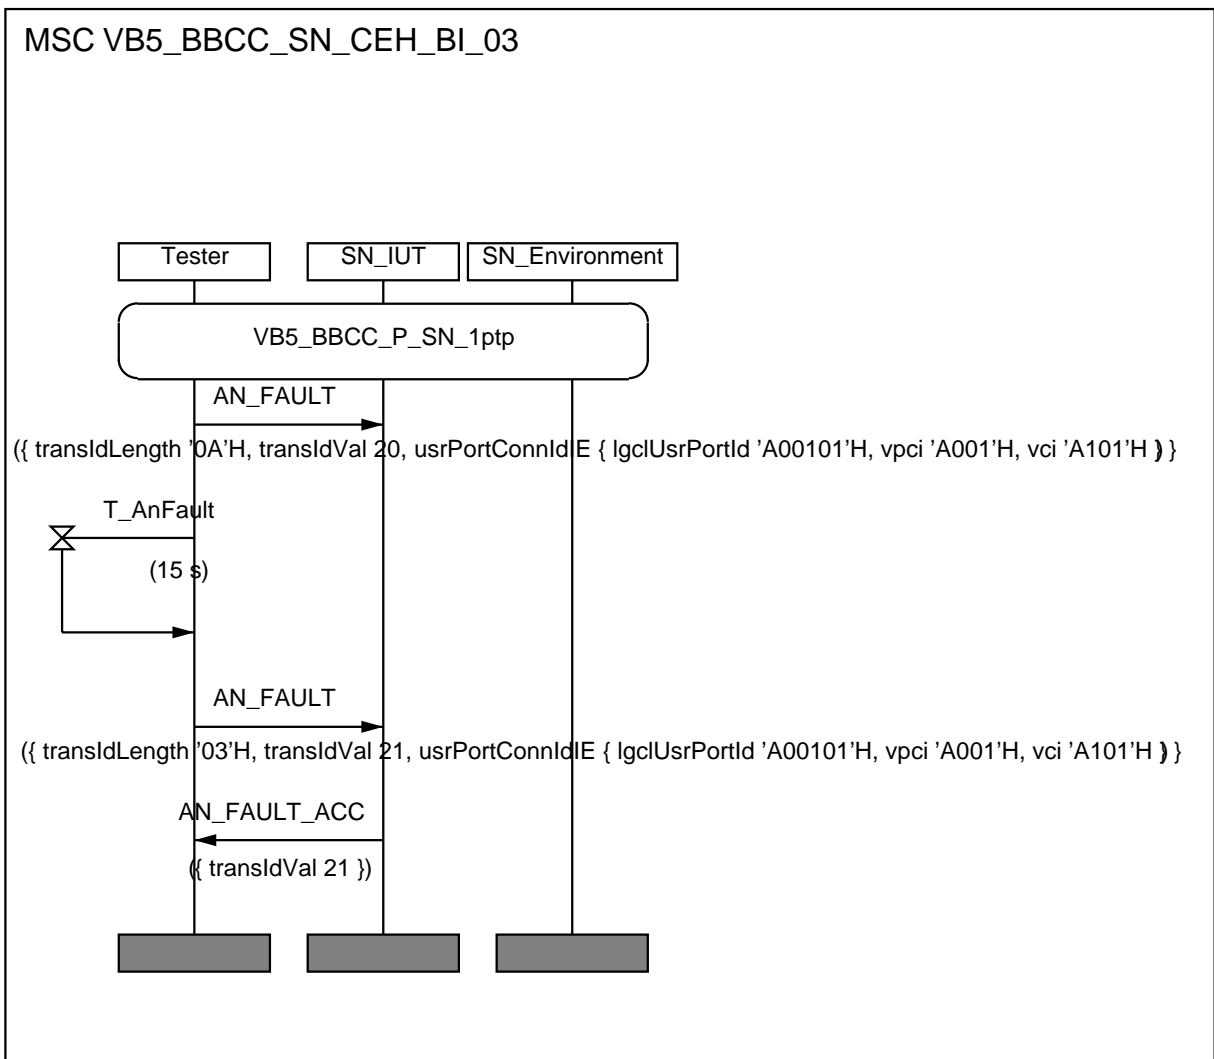 MSC VB5_BBCC_SN_CEH_BI_03
Tester SN_IUT SN_Environment
VB5_BBCC_P_SN_1ptp
AN_FAULT
({ transIdLength '0A'H, transIdVal 20, usrPortConnIdIE { lgclUsrPortId 'A00101'H, vpci 'A001'H, vci 'A101'H } })
T_AnFault
(15 s)
AN_FAULT
({ transIdLength '03'H, transIdVal 21, usrPortConnIdIE { lgclUsrPortId 'A00101'H, vpci 'A001'H, vci 'A101'H } })
AN_FAULT_ACC
({ transIdVal 21 })